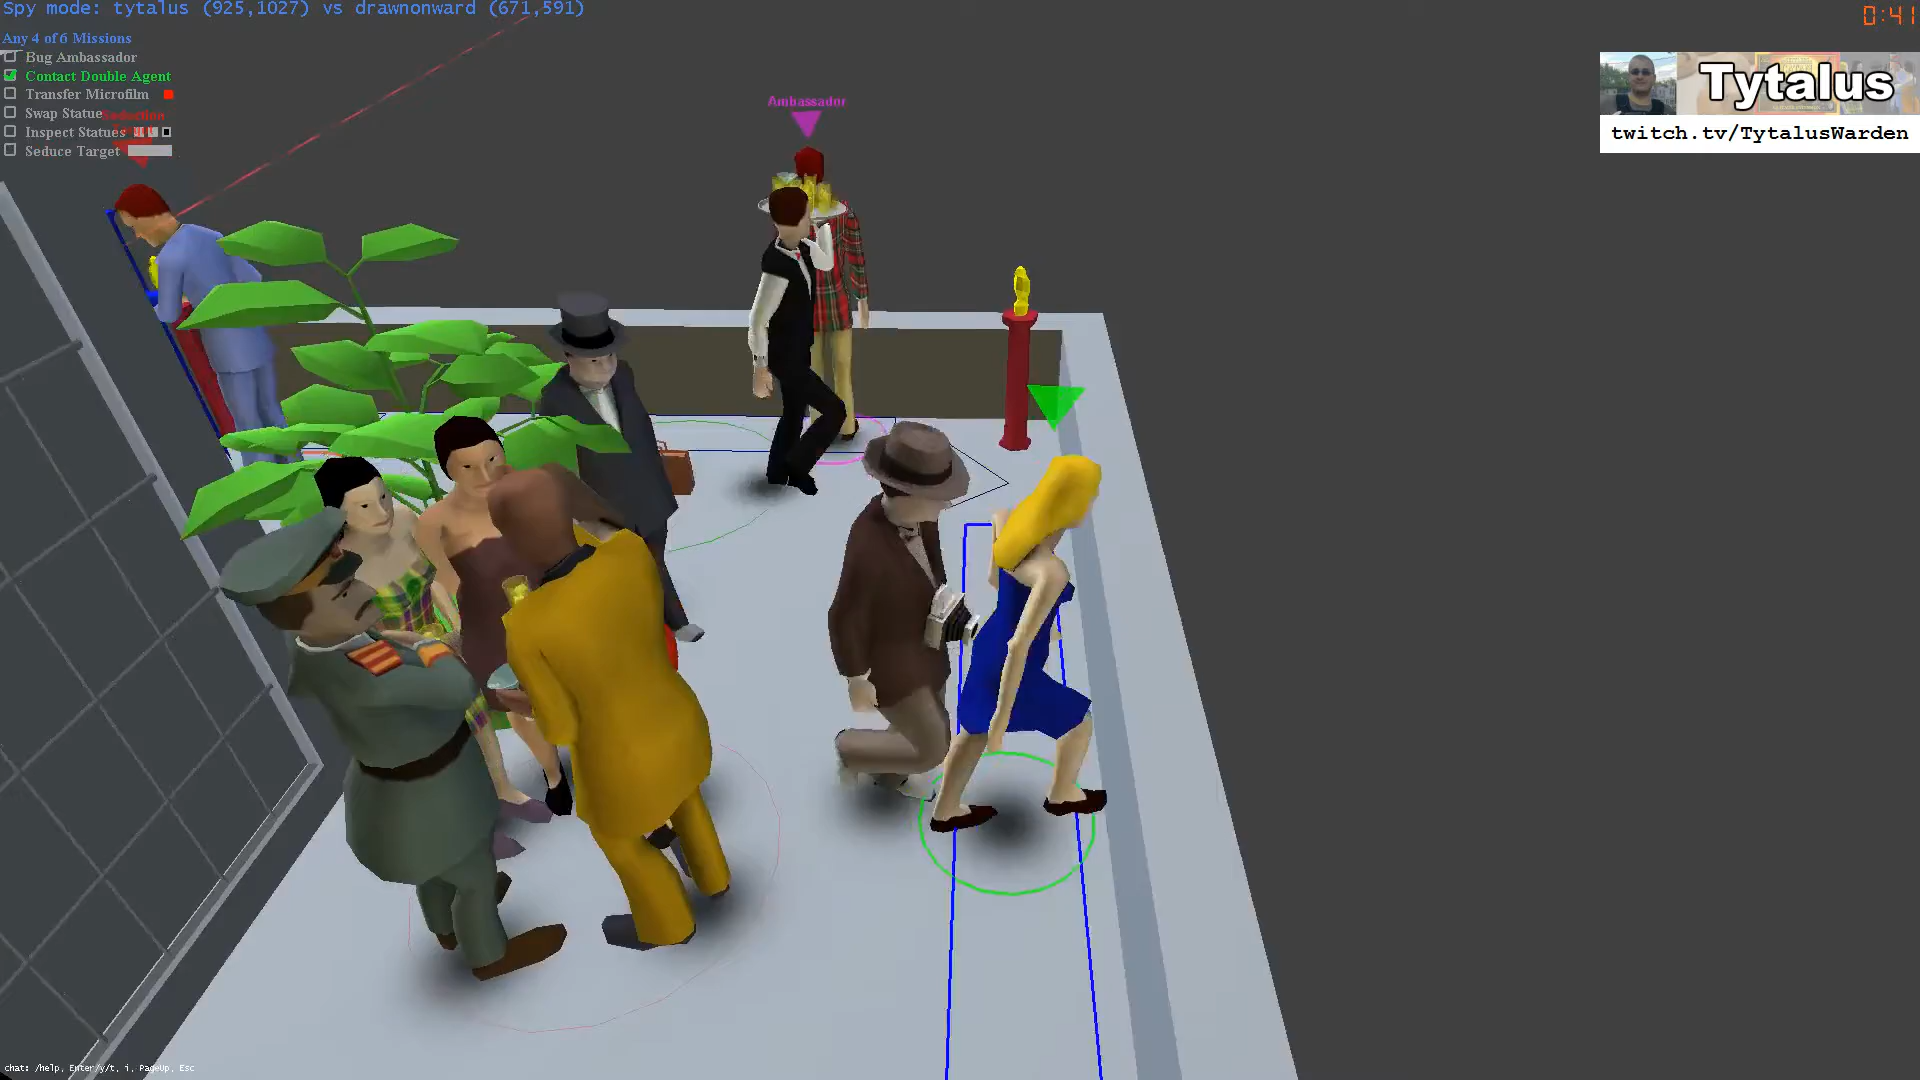 Spy mode: tytalus (925,1027) vs drawnonward (671,591)
0:41
Any 4 of 6 Missions
Bug Ambassador
Contact Double Agent
Transfer Microfilm
Swap Statue
Seduction
Inspect Statues
Seduce Target
Ambassador
Tytalus
twitch.tv/TytalusWarden
chat: /help, Enter/y/t, i, PageUp, Esc